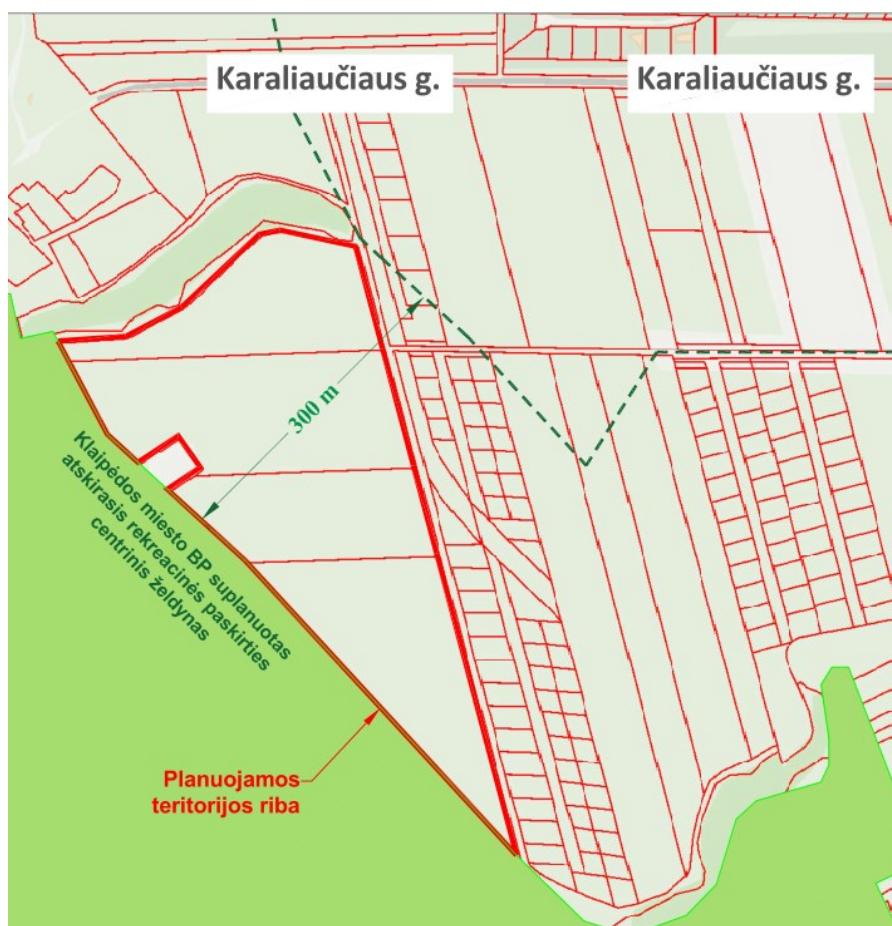 Karaliaučiaus g.
Karaliaučiaus g.
300 m
Klaipėdos miesto BP suplanuotas
atskirasis rekreacinės paskirties
centrinis želdynas
Planuojamos
teritorijos riba